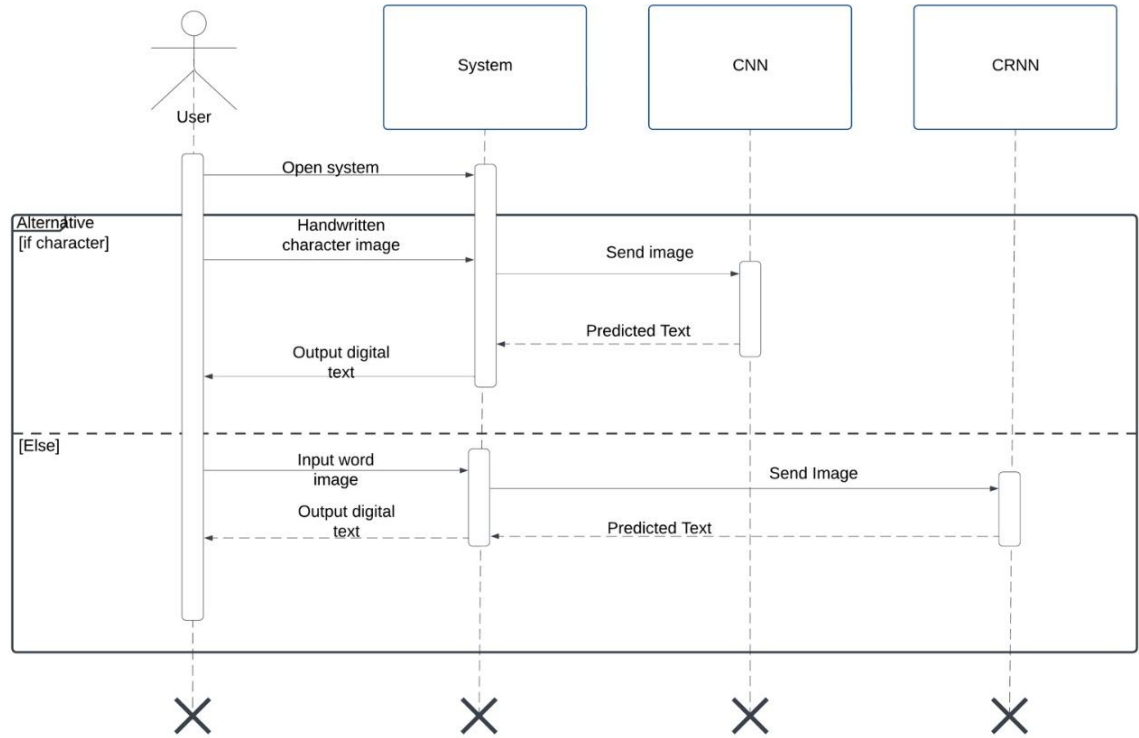 User
System
CNN
CRNN
Open system
Alternative
[if character]
Handwritten
character image
Send image
Predicted Text
Output digital
text
[Else]
Input word
image
Send Image
Output digital
text
Predicted Text